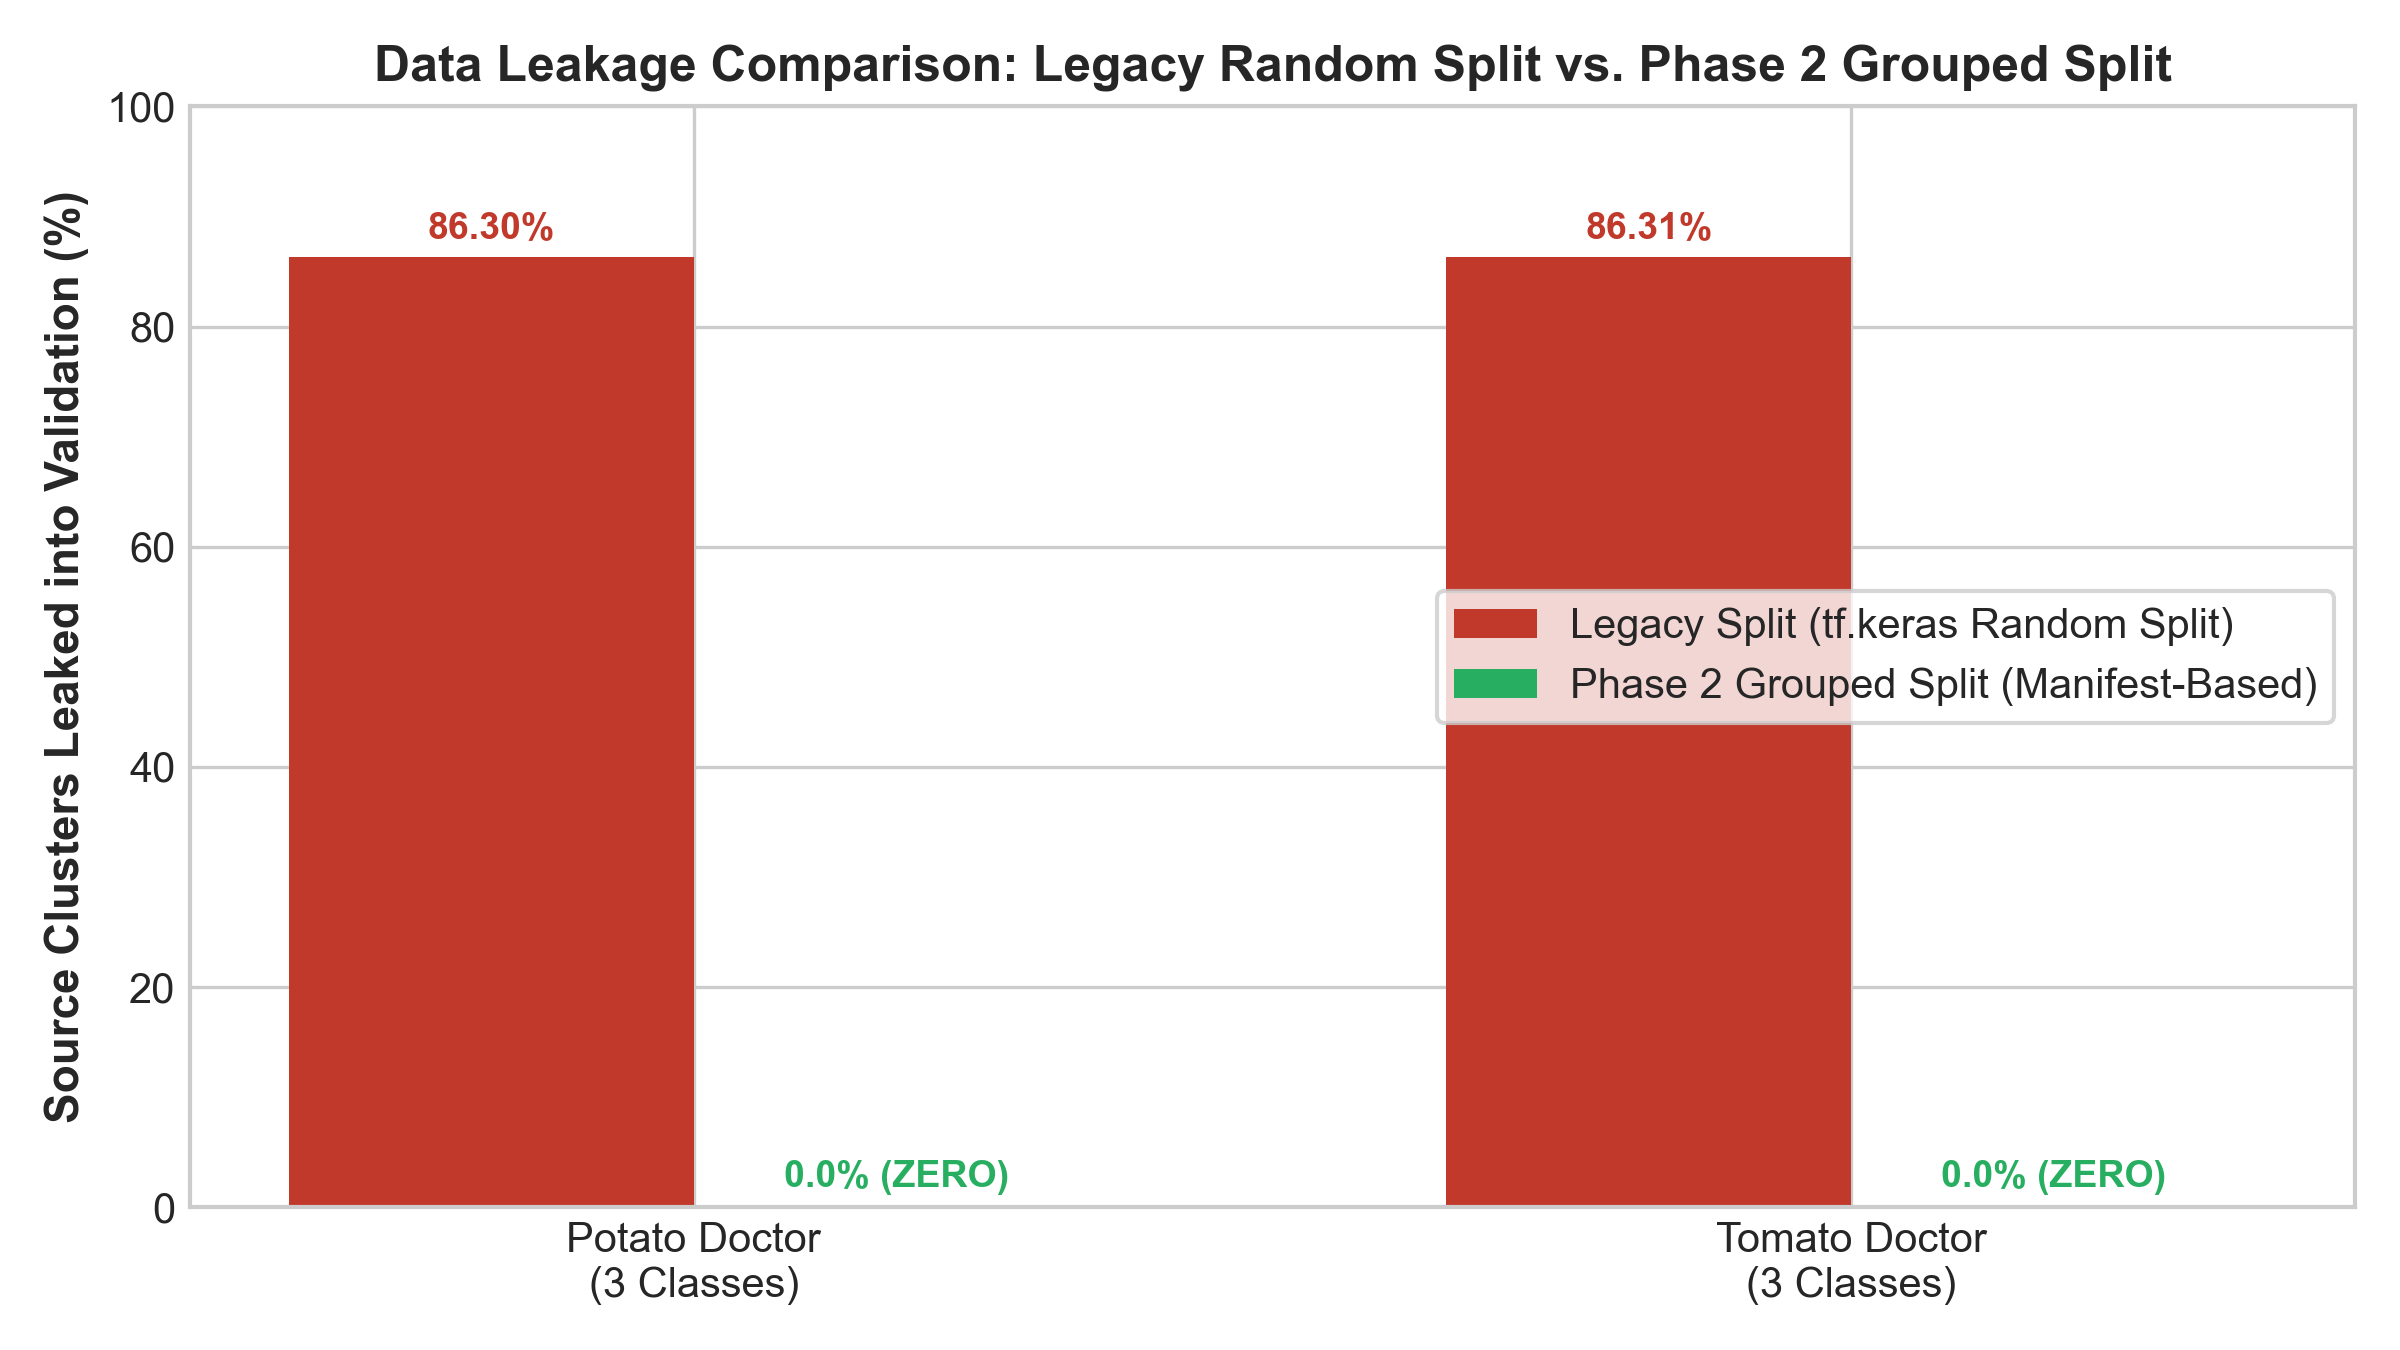 Data Leakage Comparison: Legacy Random Split vs. Phase 2 Grouped Split
Source Clusters Leaked into Validation (%)
100
80
60
40
20
0
86.30%
0.0% (ZERO)
86.31%
0.0% (ZERO)
Legacy Split (tf.keras Random Split)
Phase 2 Grouped Split (Manifest-Based)
Potato Doctor
(3 Classes)
Tomato Doctor
(3 Classes)